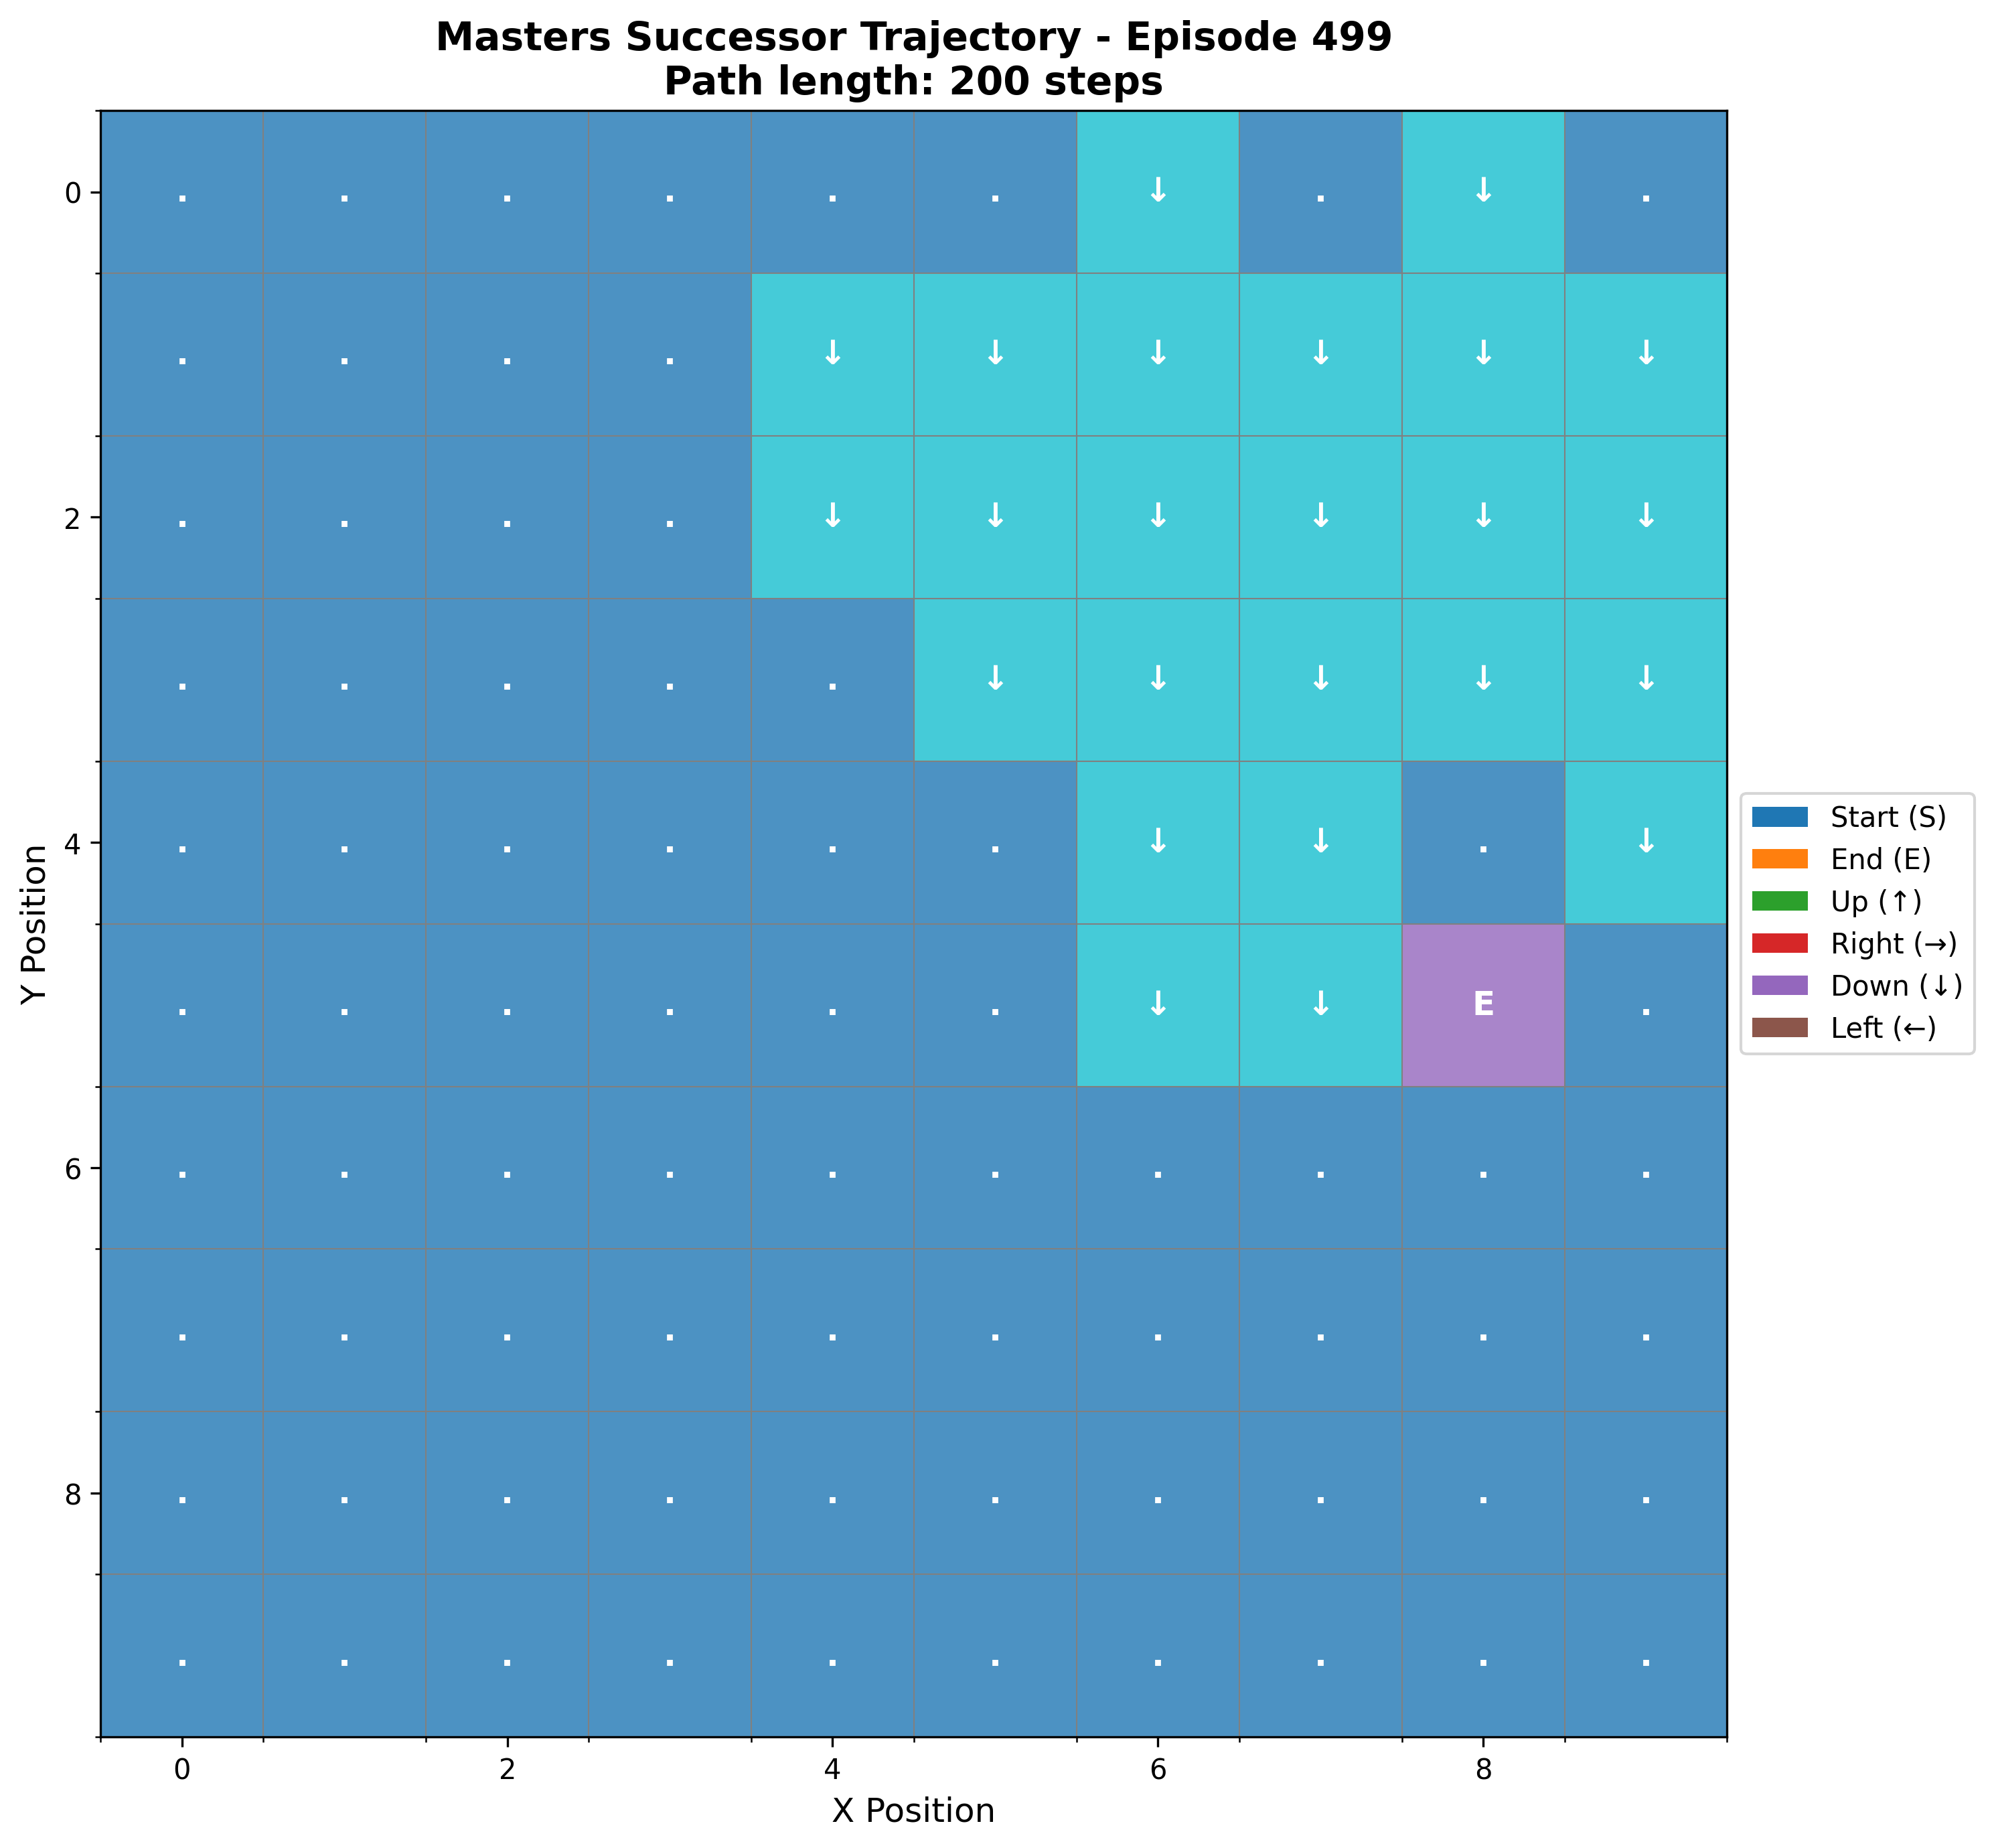 Masters Successor Trajectory - Episode 499
Path length: 200 steps
0 . . . . . . ↓ . ↓ .
. . . . ↓ ↓ ↓ ↓ ↓ ↓
2 . . . . ↓ ↓ ↓ ↓ ↓ ↓
. . . . . ↓ ↓ ↓ ↓ ↓
4 . . . . . . ↓ ↓ . ↓
. . . . . . ↓ ↓ E .
6 . . . . . . . . . .
. . . . . . . . . .
8 . . . . . . . . . .
. . . . . . . . . .
0 2 4 6 8
X Position
Y Position
Start (S)
End (E)
Up (↑)
Right (→)
Down (↓)
Left (←)